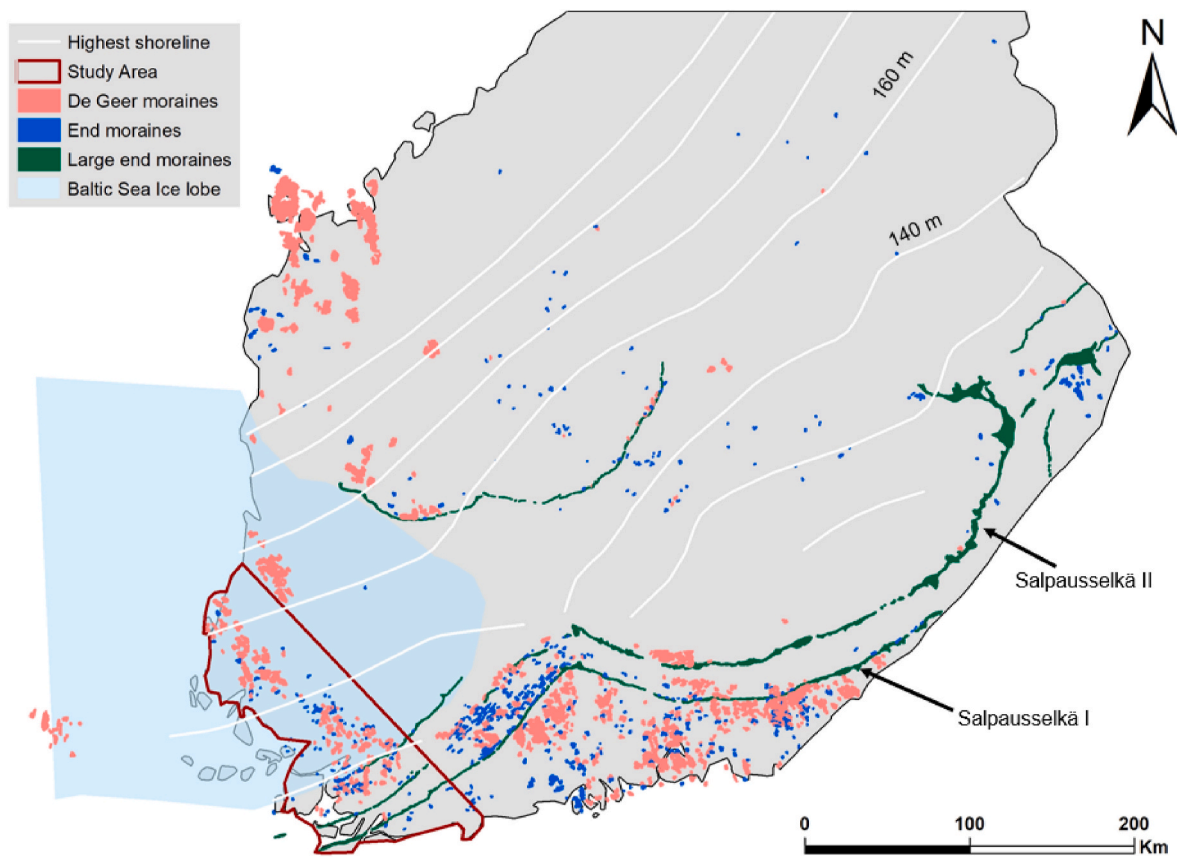 Highest shoreline
Study Area
De Geer moraines
End moraines
Large end moraines
Baltic Sea Ice lobe
N
160 m
140 m
Salpausselkä II
Salpausselkä I
0 100 200
Km